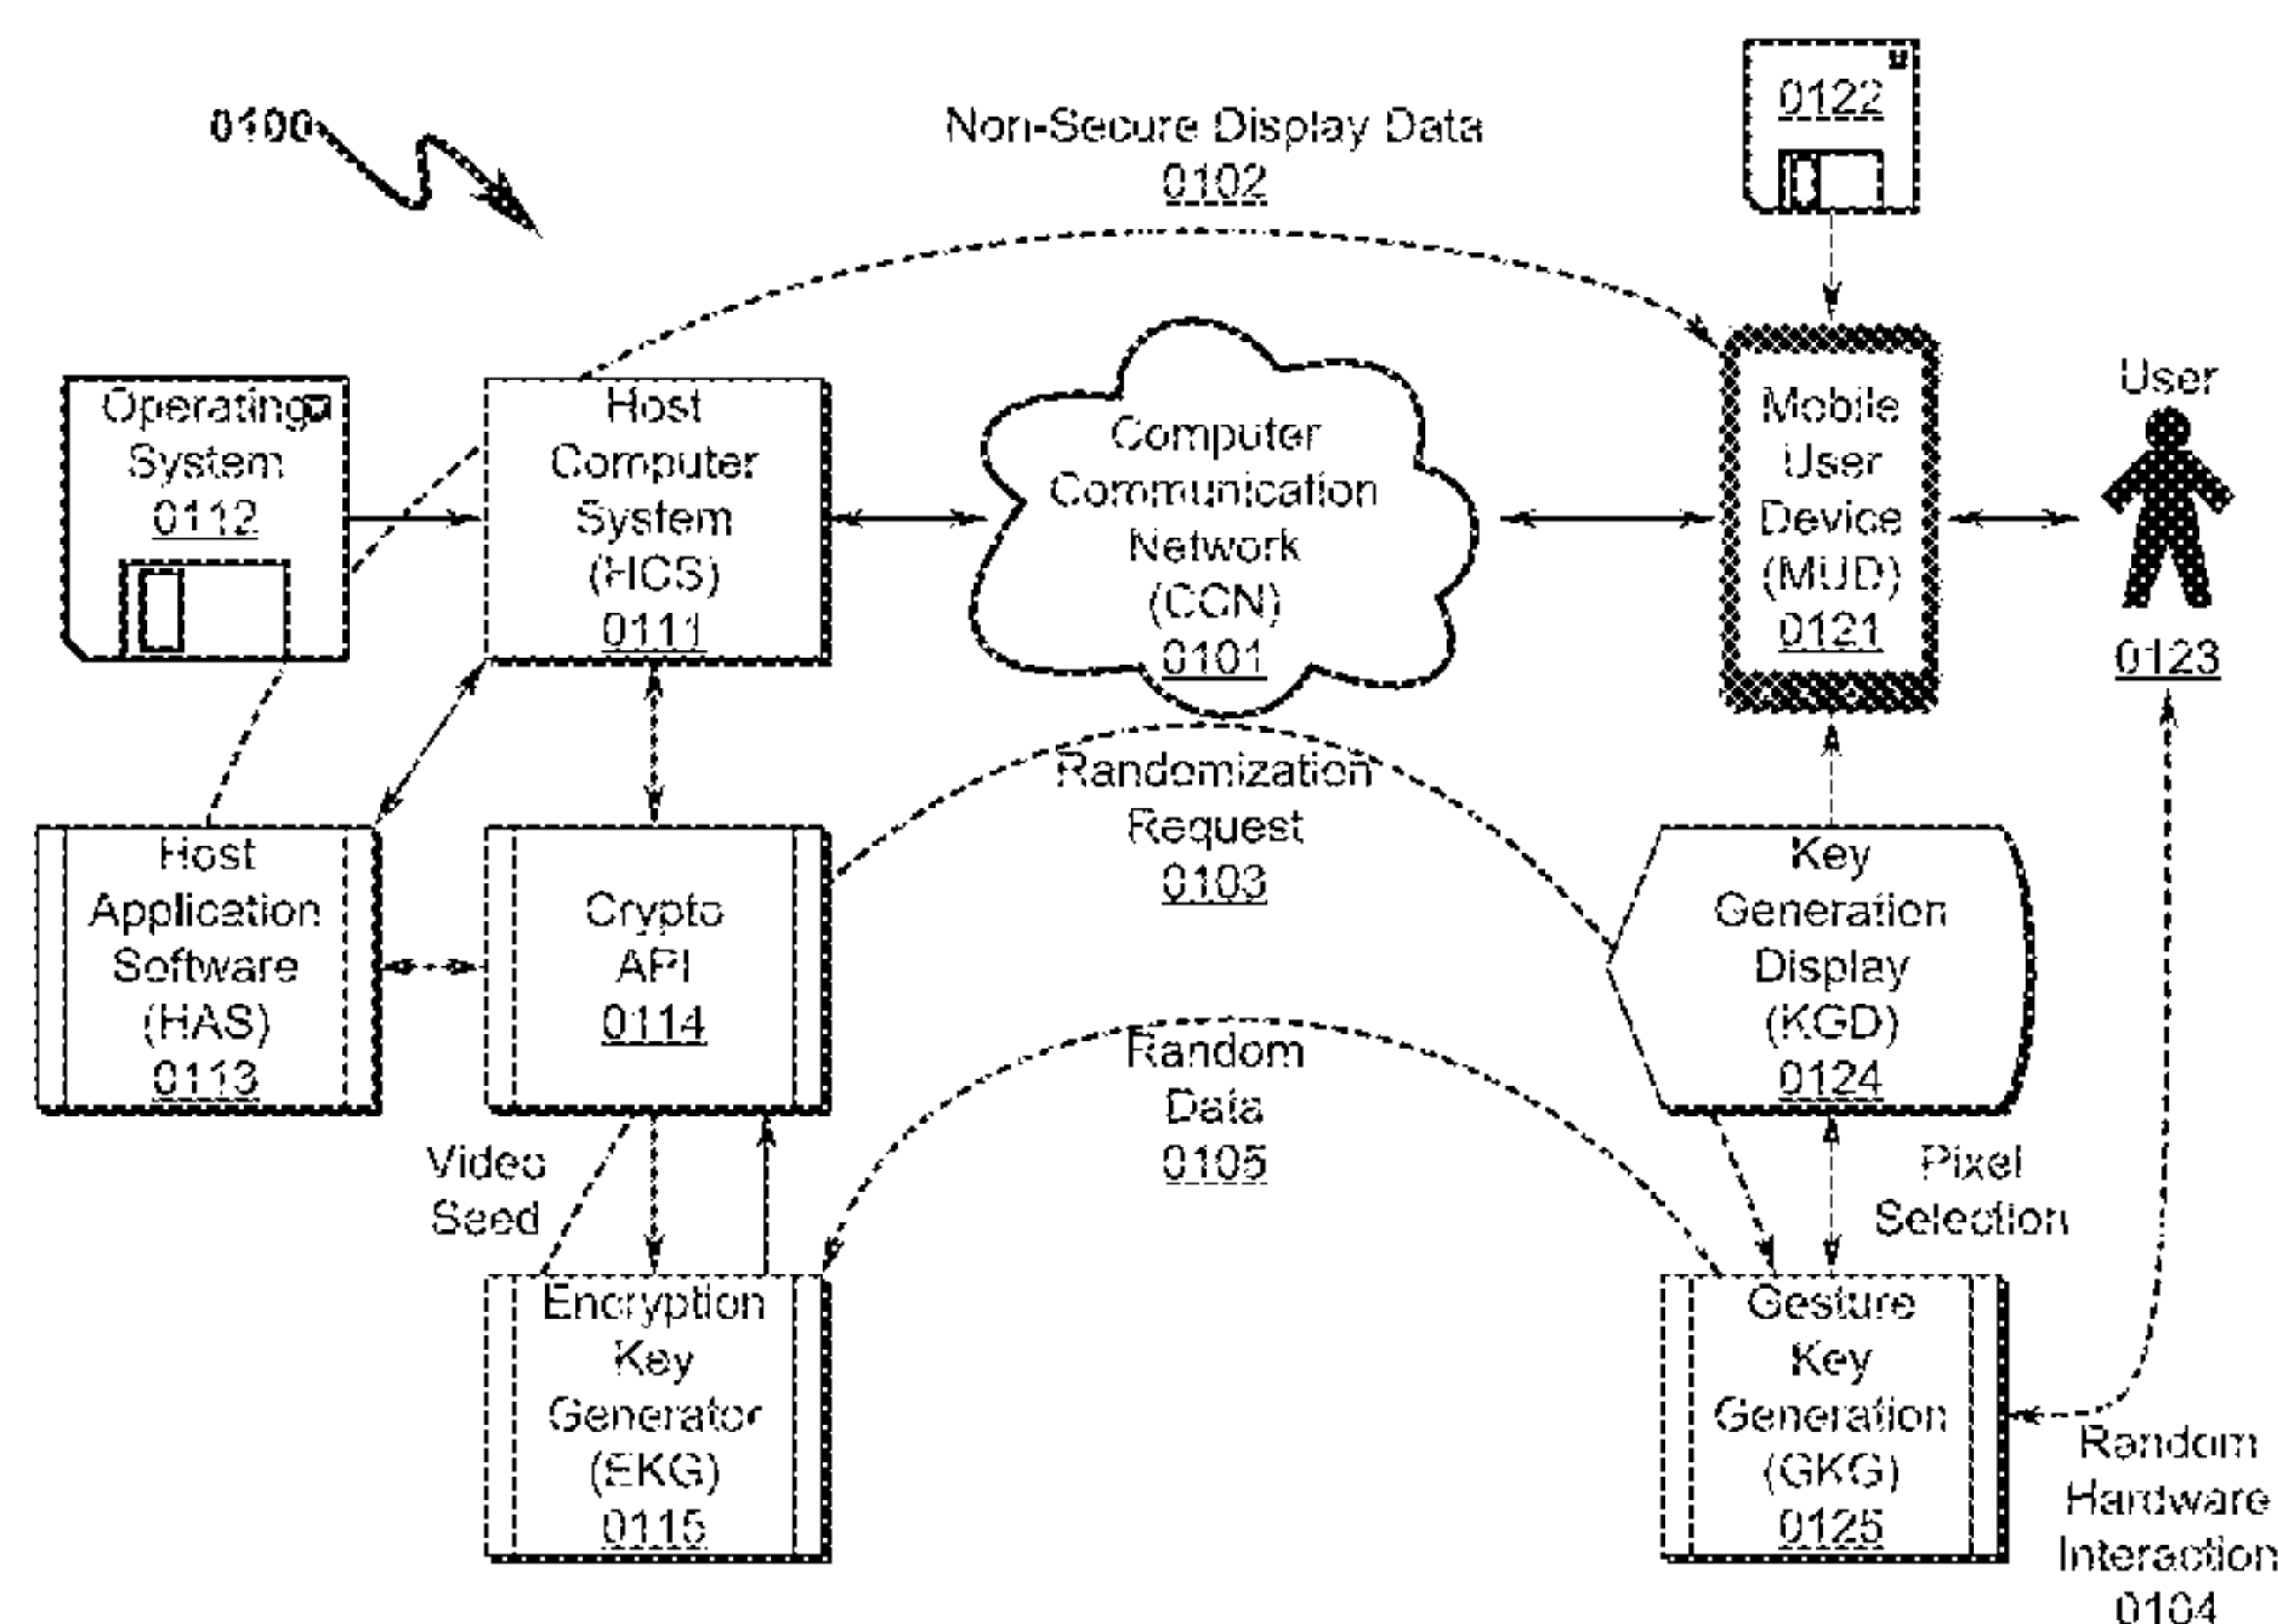 0100
Non-Secure Display Data
0102
0122
Operating
System
0112
Host
Computer
System
(HCS)
0111
Computer
Communication
Network
(CCN)
0101
Mobile
User
Device
(MUD)
0121
User
0123
Randomization
Request
0103
Host
Application
Software
(HAS)
0113
Crypto
API
0114
Key
Generation
Display
(KGD)
0124
Random
Data
0105
Video
Seed
Pixel
Selection
Encryption
Key
Generator
(EKG)
0115
Gesture
Key
Generation
(GKG)
0125
Random
Hardware
Interaction
0104